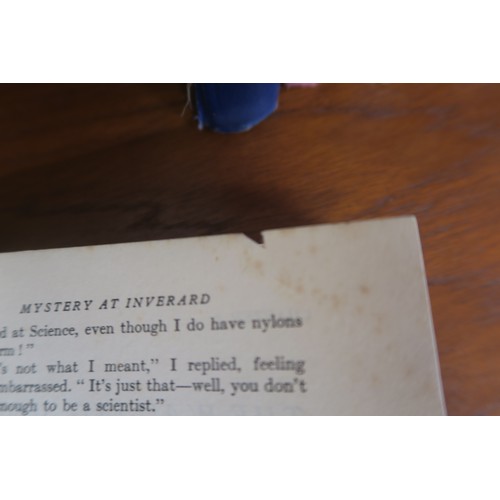 MYSTERY AT INVERARD
d at Science, even though I do have nylons
rm!"
's not what I meant," I replied, feeling
mbarrassed. "It's just that—well, you don't
nough to be a scientist."